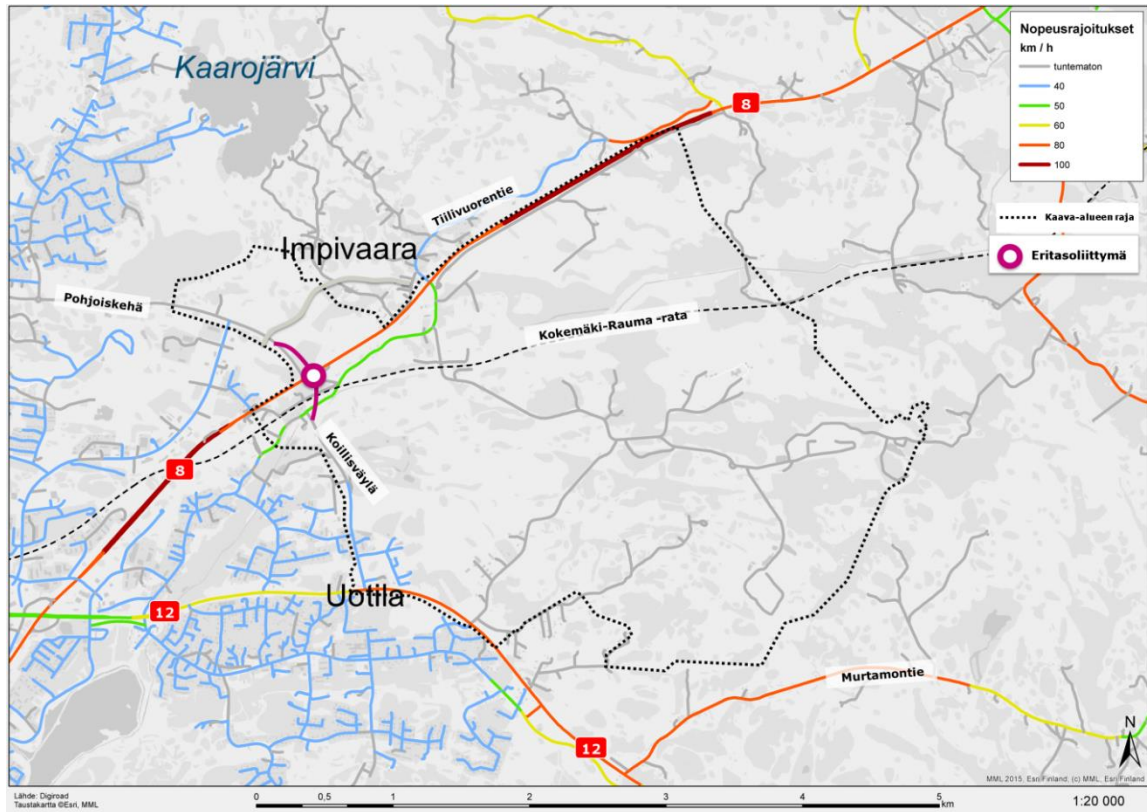 Kaarojärvi
8
Nopeusrajoitukset
km / h
tuntematon
40
50
60
80
100
Kaava-alueen raja
Eritasoliittymä
Tiilivuorentie
Impivaara
Pohjoiskehä
Kokemäki-Rauma -rata
Koillisväylä
8
Uotila
12
Murtamontie
12
N
MML 2015, Esri Finland; (c) MML, Esri Finland
Lähde: Digiroad
Taustakartta ©Esri, MML
0 0,5 1 2 3 4 5
km
1:20 000